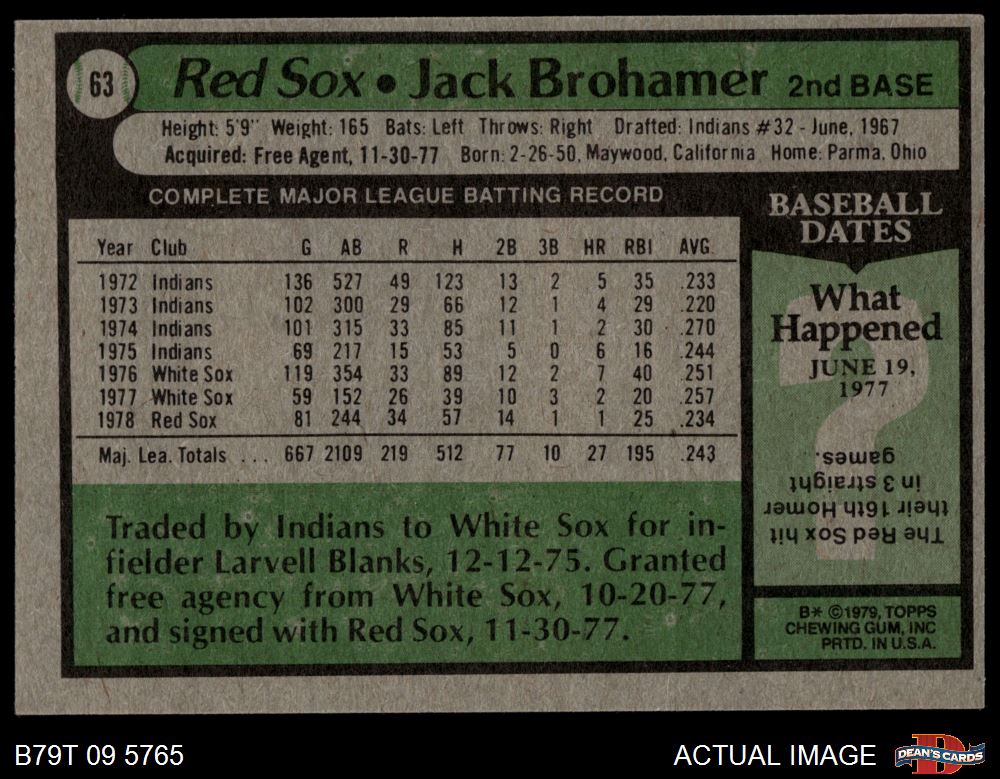 63
Red Sox • Jack Brohamer 2nd BASE
Height: 5'9" Weight: 165 Bats: Left Throws: Right Drafted: Indians #32 - June, 1967
Acquired: Free Agent, 11-30-77 Born: 2-26-50, Maywood, California Home: Parma, Ohio
COMPLETE MAJOR LEAGUE BATTING RECORD
Year Club G AB R H 2B 3B HR RBI AVG.
1972 Indians 136 527 49 123 13 2 5 35 .233
1973 Indians 102 300 29 66 12 1 4 29 .220
1974 Indians 101 315 33 85 11 1 2 30 .270
1975 Indians 69 217 15 53 5 0 6 16 .244
1976 White Sox 119 354 33 89 12 2 7 40 .251
1977 White Sox 59 152 26 39 10 3 2 20 .257
1978 Red Sox 81 244 34 57 14 1 1 25 .234
Maj. Lea. Totals ... 667 2109 219 512 77 10 27 195 .243
Traded by Indians to White Sox for in-
fielder Larvell Blanks, 12-12-75. Granted
free agency from White Sox, 10-20-77,
and signed with Red Sox, 11-30-77.
BASEBALL
DATES
What
Happened
JUNE 19,
1977
The Red Sox hit
their 16th Homer
in 3 straight
games.
B* ©1979, TOPPS
CHEWING GUM, INC
PRTD. IN U.S.A.
B79T 09 5765
ACTUAL IMAGE
DEAN'S CARDS